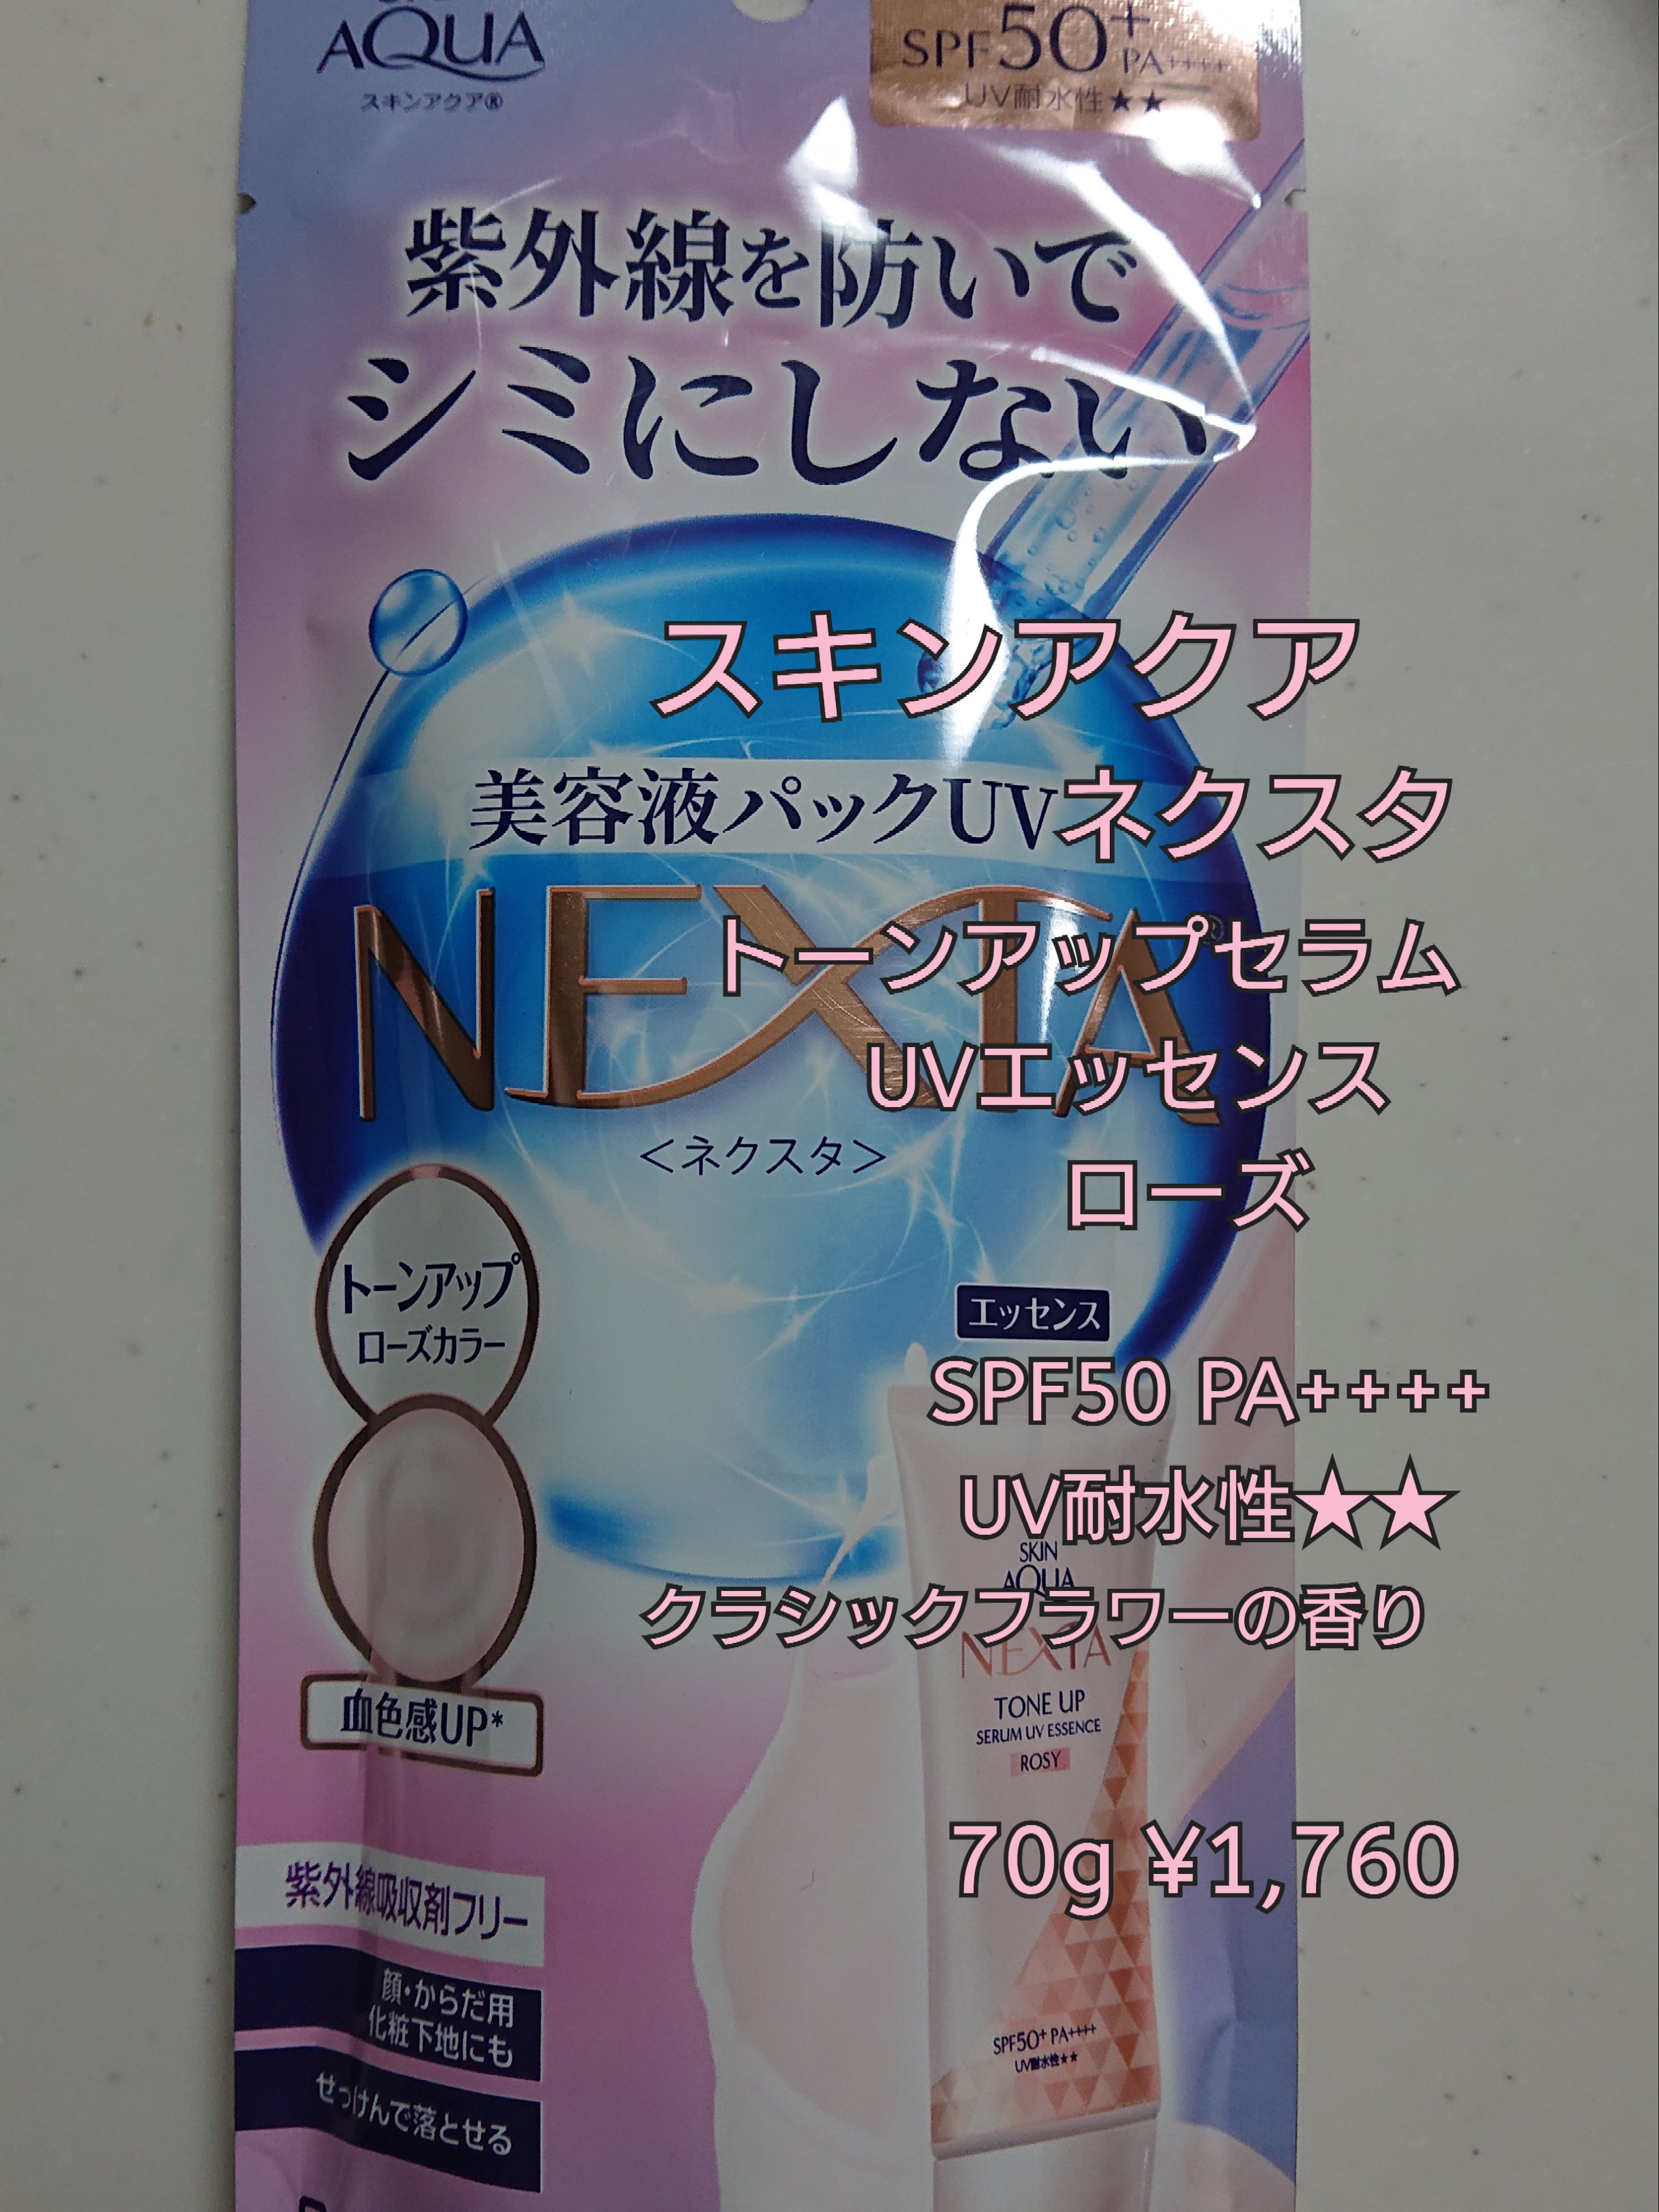 AQUA
スキンアクア®
SPF50+ PA++++
UV耐水性★★
紫外線を防いで
シミにしない
スキンアクア
美容液パックUV
ネクスタ
NEXTA
トーンアップセラム
UVエッセンス
<ネクスタ>
ローズ
トーンアップ
ローズカラー
エッセンス
SPF50 PA++++
UV耐水性★★
SKIN
AQUA
クラシックフラワーの香り
NEXTA
TONE UP
SERUM UV ESSENCE
ROSY
血色感UP*
70g ¥1,760
紫外線吸収剤フリー
顔・からだ用
化粧下地にも
せっけんで落とせる
SPF50+ PA++++
UV耐水性★★